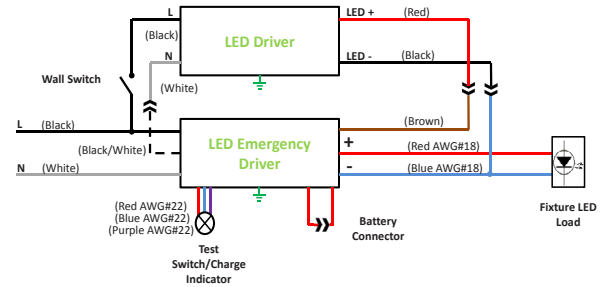 L
LED +
(Red)
(Black)
LED Driver
N
LED -
(Black)
Wall Switch
(White)
L
(Black)
(Brown)
(Black/White)
LED Emergency
Driver
+
(Red AWG#18)
N
(White)
-
(Blue AWG#18)
(Red AWG#22)
(Blue AWG#22)
(Purple AWG#22)
Battery
Connector
Fixture LED
Load
Test
Switch/Charge
Indicator